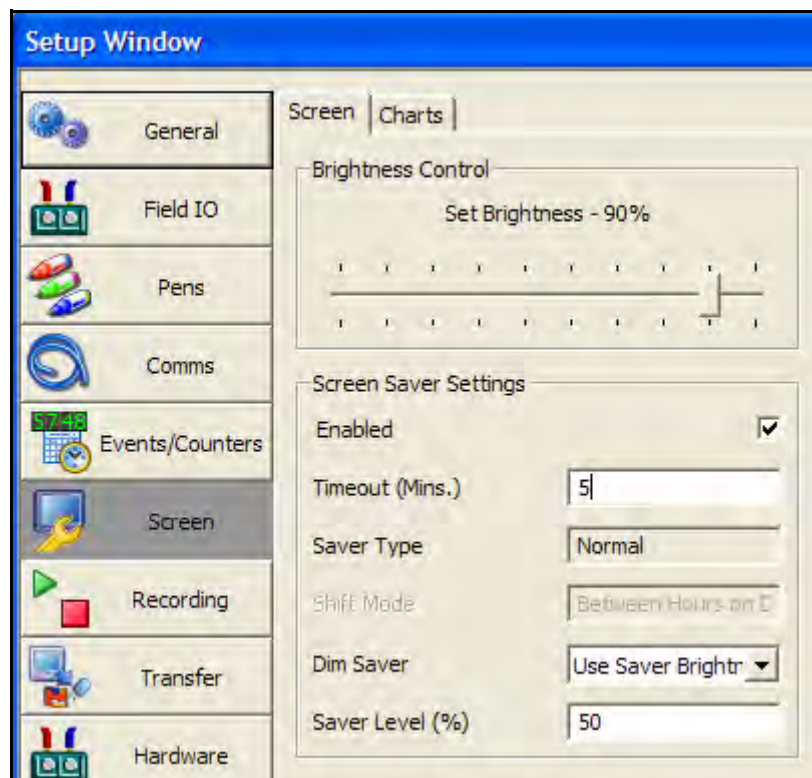 Setup Window
General
Field IO
Pens
Comms
57:48
Events/Counters
Screen
Recording
Transfer
Hardware
Screen
Charts
Brightness Control
Set Brightness - 90%
Screen Saver Settings
Enabled
Timeout (Mins.) 5
Saver Type Normal
Shift Mode Between Hours on D
Dim Saver Use Saver Brightr
Saver Level (%) 50